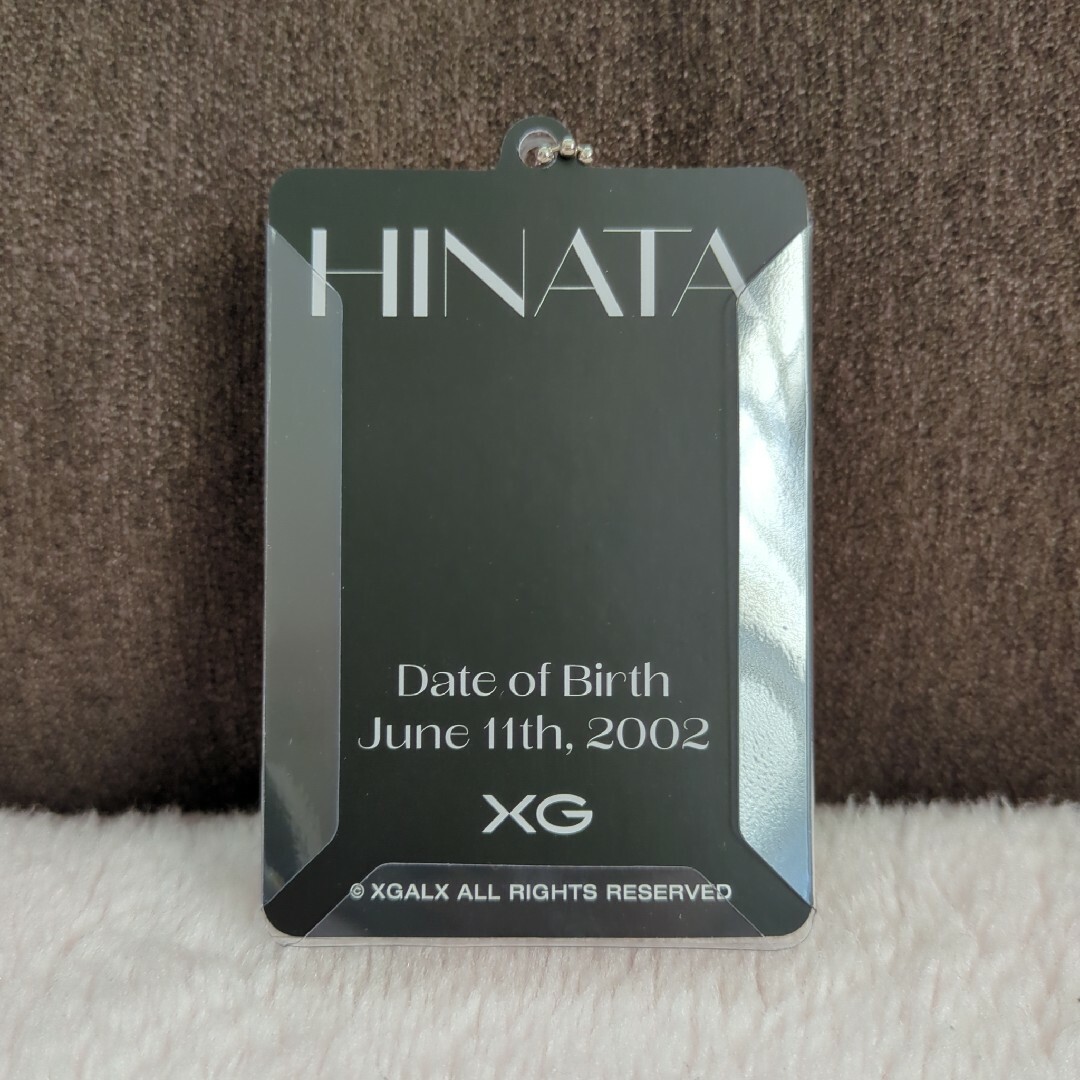 HINATA
Date of Birth
June 11th, 2002
XG
© XGALX ALL RIGHTS RESERVED